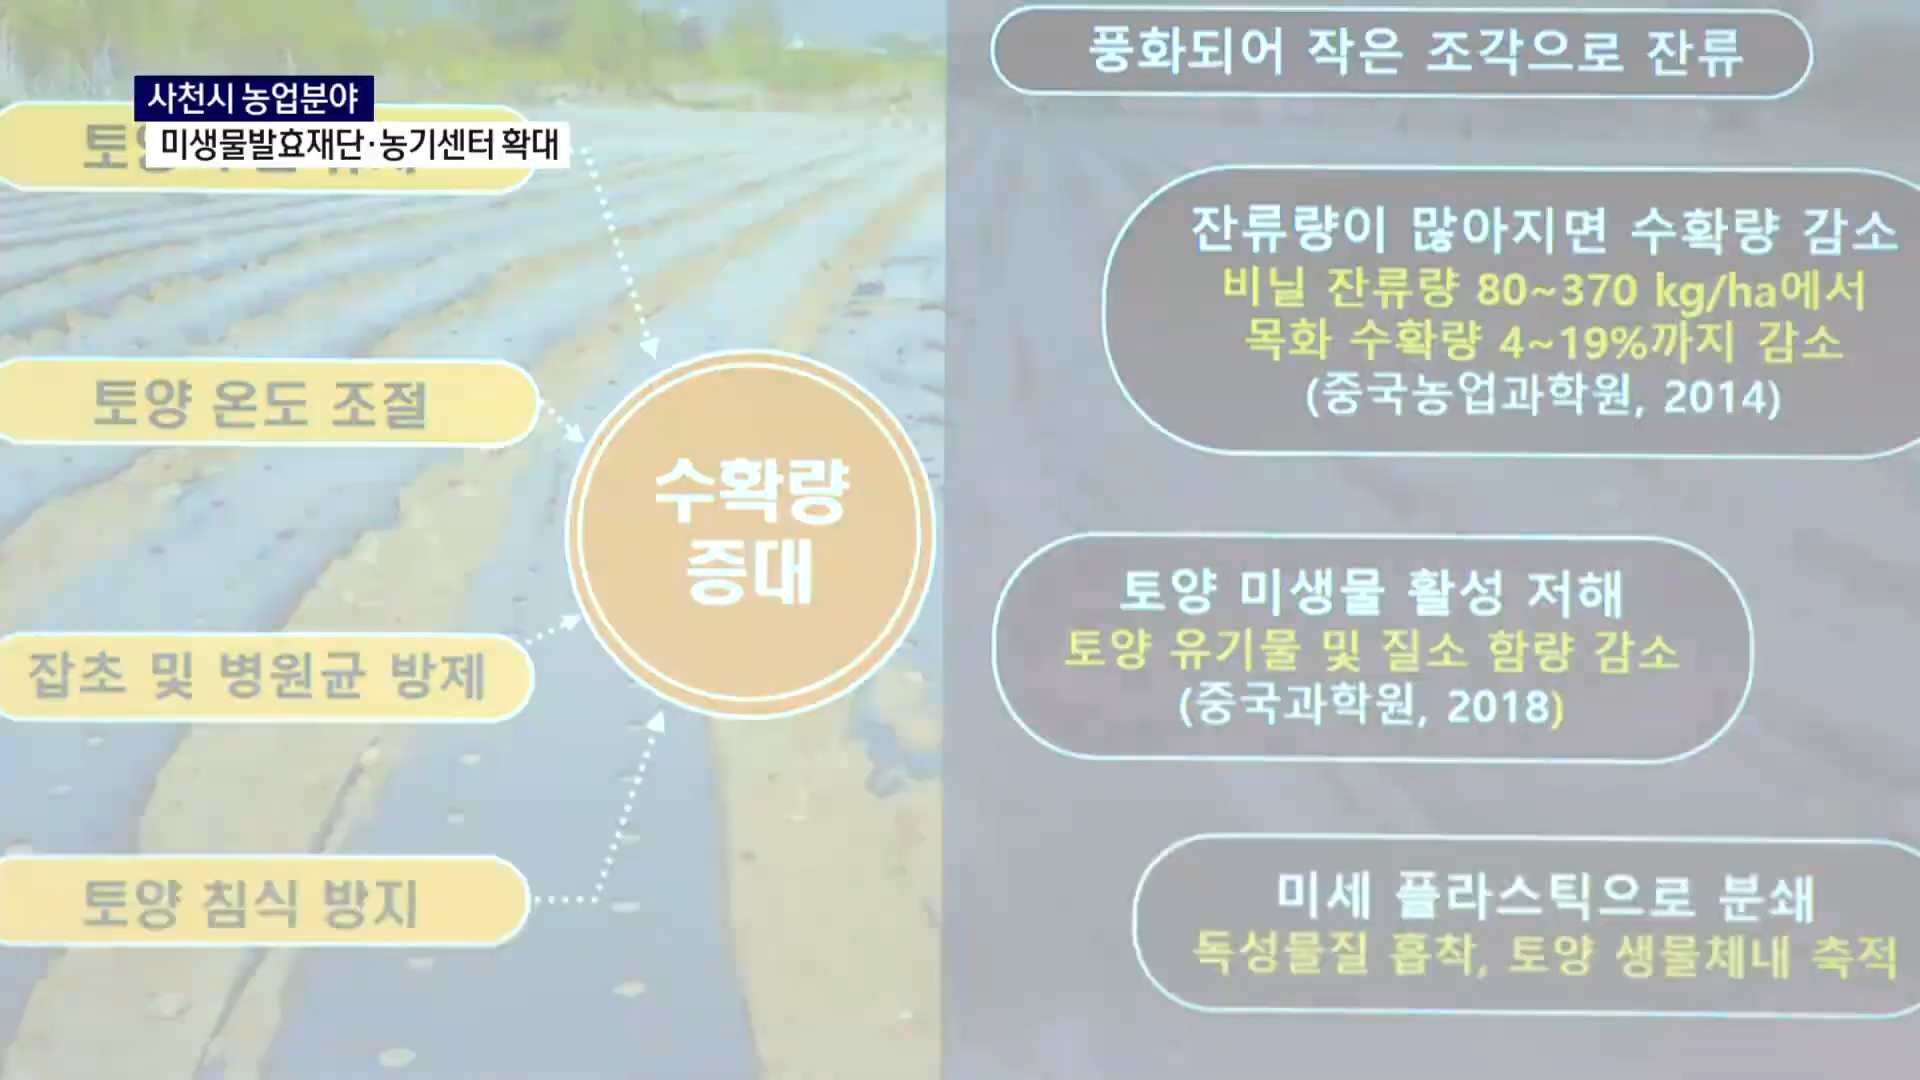 사천시 농업분야
미생물발효재단·농기센터 확대
토양 온도 조절
잡초 및 병원균 방제
토양 침식 방지
수확량
증대
풍화되어 작은 조각으로 잔류
잔류량이 많아지면 수확량 감소
비닐 잔류량 80~370 kg/ha에서
목화 수확량 4~19%까지 감소
(중국농업과학원, 2014)
토양 미생물 활성 저해
토양 유기물 및 질소 함량 감소
(중국과학원, 2018)
미세 플라스틱으로 분쇄
독성물질 흡착, 토양 생물체내 축적